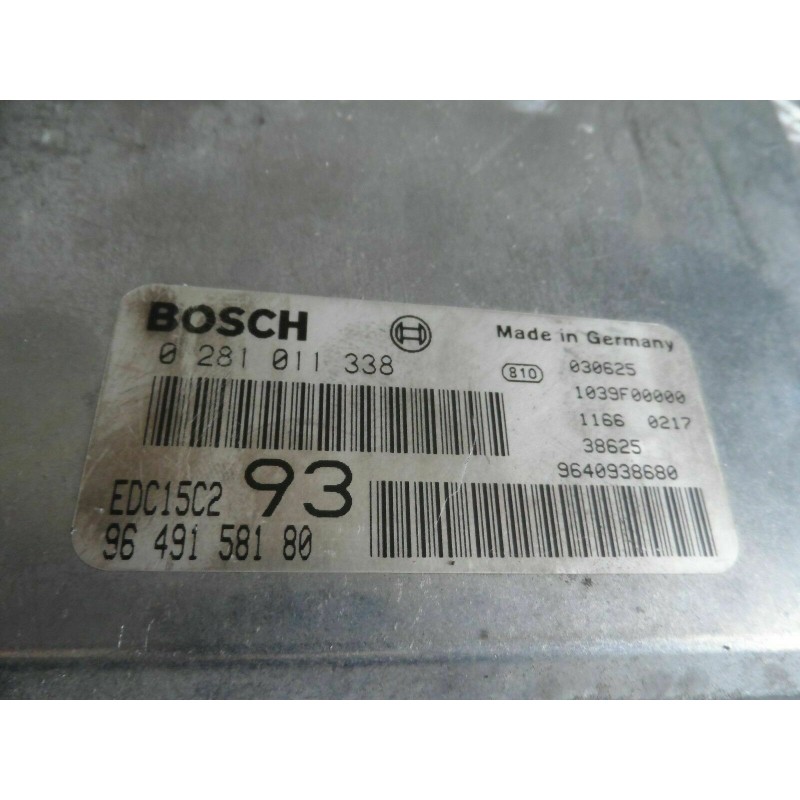 BOSCH
Made in Germany
0 281 011 338
810
030625
1039F00000
1166 0217
38625
9640938680
EDC15C2
93
96 491 581 80